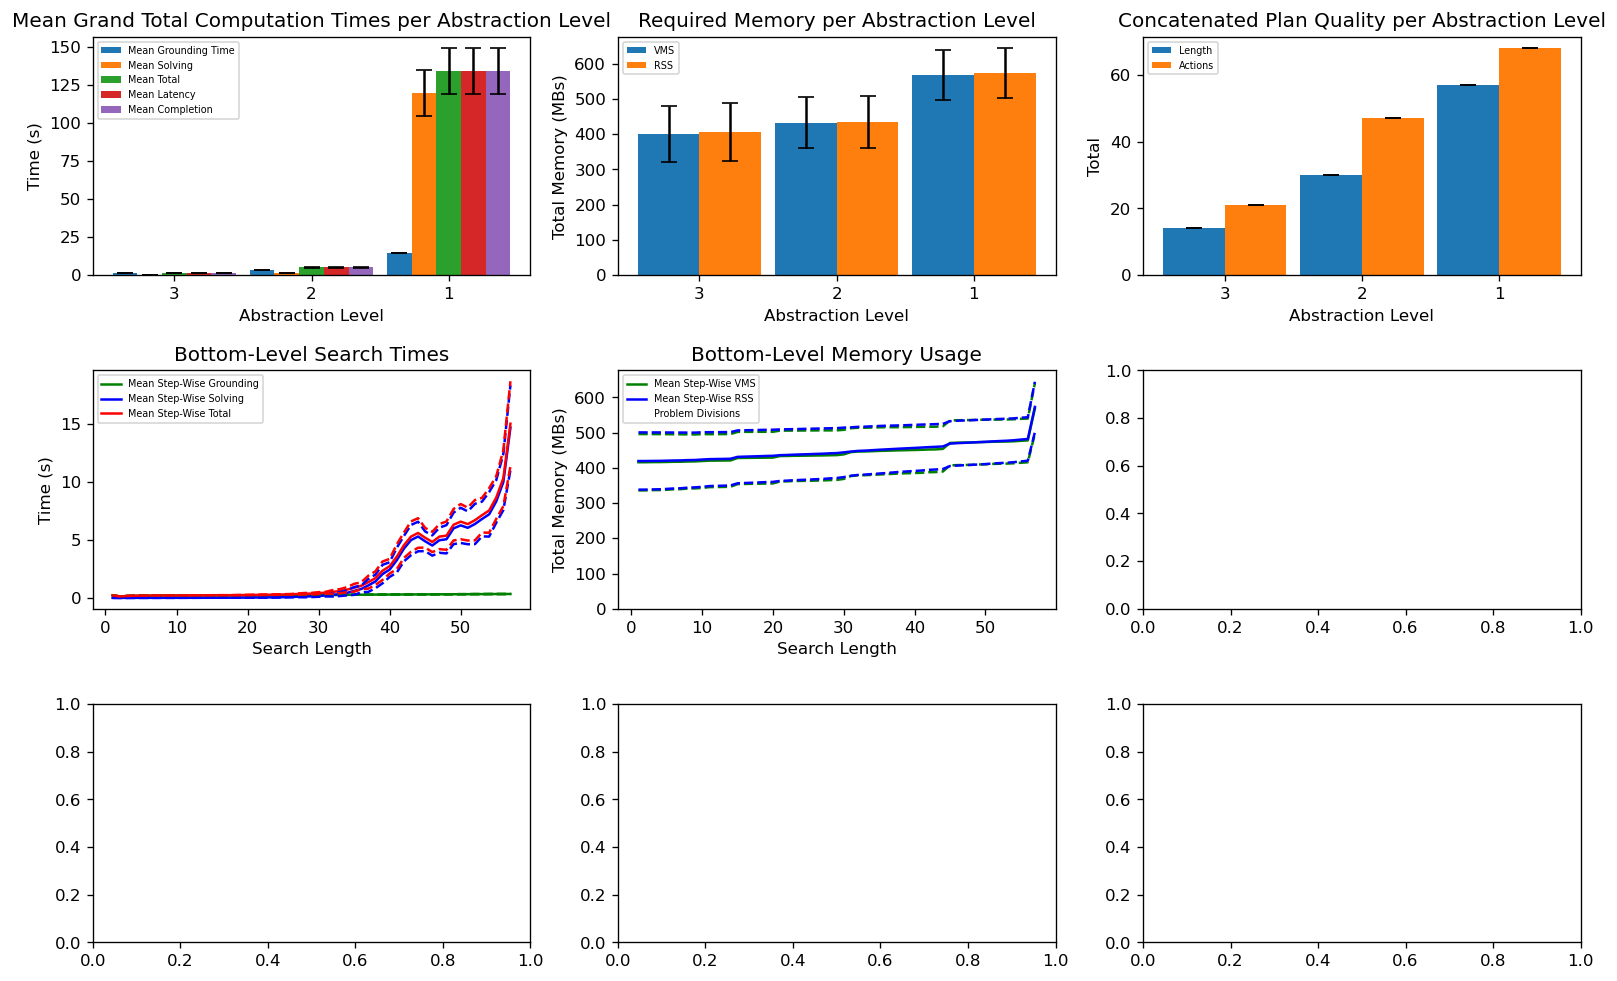 Mean Grand Total Computation Times per Abstraction Level
150
125
100
75
50
25
0
Time (s)
Mean Grounding Time
Mean Solving
Mean Total
Mean Latency
Mean Completion
3 2 1
Abstraction Level
Required Memory per Abstraction Level
600
500
400
300
200
100
0
Total Memory (MBs)
VMS
RSS
3 2 1
Abstraction Level
Concatenated Plan Quality per Abstraction Level
60
40
20
0
Total
Length
Actions
3 2 1
Abstraction Level
Bottom-Level Search Times
15
10
5
0
Time (s)
Mean Step-Wise Grounding
Mean Step-Wise Solving
Mean Step-Wise Total
0 10 20 30 40 50
Search Length
Bottom-Level Memory Usage
600
500
400
300
200
100
0
Total Memory (MBs)
Mean Step-Wise VMS
Mean Step-Wise RSS
Problem Divisions
0 10 20 30 40 50
Search Length
1.0
0.8
0.6
0.4
0.2
0.0
0.0 0.2 0.4 0.6 0.8 1.0
1.0
0.8
0.6
0.4
0.2
0.0
0.0 0.2 0.4 0.6 0.8 1.0
1.0
0.8
0.6
0.4
0.2
0.0
0.0 0.2 0.4 0.6 0.8 1.0
1.0
0.8
0.6
0.4
0.2
0.0
0.0 0.2 0.4 0.6 0.8 1.0